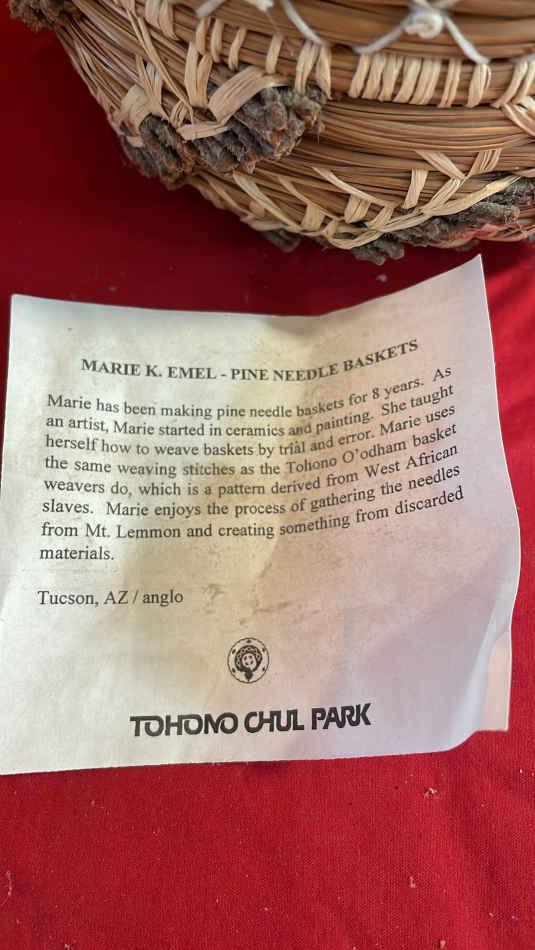 MARIE K. EMEL - PINE NEEDLE BASKETS
Marie has been making pine needle baskets for 8 years. As
an artist, Marie started in ceramics and painting. She taught
herself how to weave baskets by trial and error. Marie uses
the same weaving stitches as the Tohono O'odham basket
weavers do, which is a pattern derived from West African
slaves. Marie enjoys the process of gathering the needles
from Mt. Lemmon and creating something from discarded
materials.
Tucson, AZ / anglo
TOHONO CHUL PARK